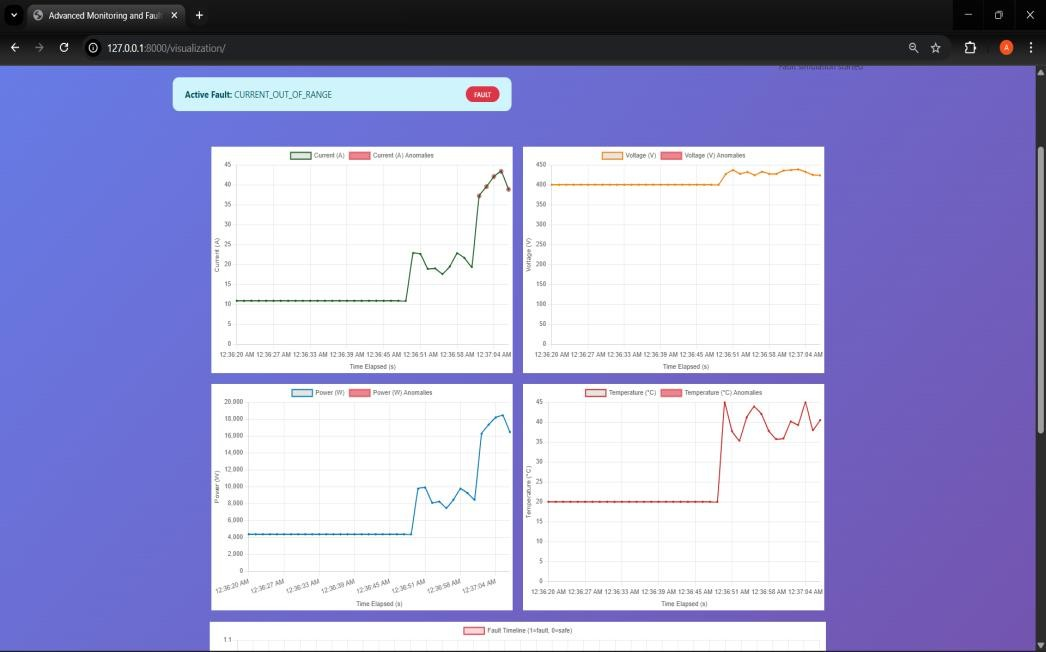 Advanced Monitoring and Faul
127.0.0.1:8000/visualization/
A
Fault simulation started
Active Fault: CURRENT_OUT_OF_RANGE
FAULT
Current (A) Current (A) Anomalies
45
40
35
30
25
20
15
10
5
0
Current (A)
12:36:20 AM 12:36:27 AM 12:36:33 AM 12:36:39 AM 12:36:45 AM 12:36:51 AM 12:36:58 AM 12:37:04 AM
Time Elapsed (s)
Voltage (V) Voltage (V) Anomalies
450
400
350
300
250
200
150
100
50
0
Voltage (V)
12:36:20 AM 12:36:27 AM 12:36:33 AM 12:36:39 AM 12:36:45 AM 12:36:51 AM 12:36:58 AM 12:37:04 AM
Time Elapsed (s)
Power (W) Power (W) Anomalies
20,000
18,000
16,000
14,000
12,000
10,000
8,000
6,000
4,000
2,000
0
Power (W)
12:36:20 AM 12:36:27 AM 12:36:33 AM 12:36:39 AM 12:36:45 AM 12:36:51 AM 12:36:58 AM 12:37:04 AM
Time Elapsed (s)
Temperature (°C) Temperature (°C) Anomalies
45
40
35
30
25
20
15
10
5
0
Temperature (°C)
12:36:20 AM 12:36:27 AM 12:36:33 AM 12:36:39 AM 12:36:45 AM 12:36:51 AM 12:36:58 AM 12:37:04 AM
Time Elapsed (s)
Fault Timeline (1=fault, 0=safe)
1.1